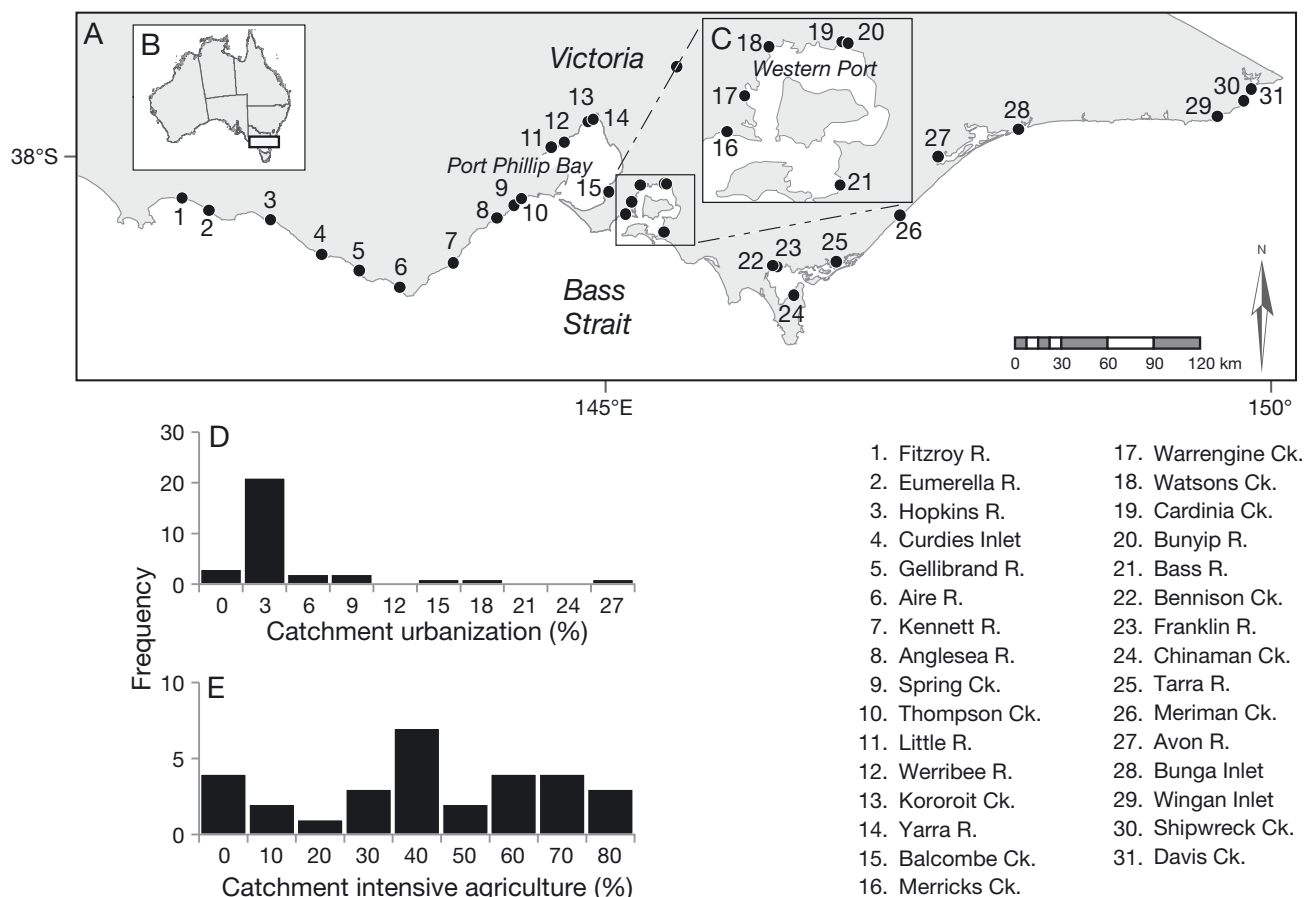 A
B
Victoria
C
18
19
20
Western Port
17
16
21
13
14
12
11
Port Phillip Bay
15
38°S
1
2
3
4
5
6
7
8
9
10
22
23
24
25
26
27
28
29
30
31
Bass
Strait
N
0 30 60 90 120 km
145°E
150°
Frequency
D
30
20
10
0
0 3 6 9 12 15 18 21 24 27
Catchment urbanization (%)
E
10
5
0
0 10 20 30 40 50 60 70 80
Catchment intensive agriculture (%)
1. Fitzroy R.
2. Eumerella R.
3. Hopkins R.
4. Curdies Inlet
5. Gellibrand R.
6. Aire R.
7. Kennett R.
8. Anglesea R.
9. Spring Ck.
10. Thompson Ck.
11. Little R.
12. Werribee R.
13. Kororoit Ck.
14. Yarra R.
15. Balcombe Ck.
16. Merricks Ck.
17. Warrengine Ck.
18. Watsons Ck.
19. Cardinia Ck.
20. Bunyip R.
21. Bass R.
22. Bennison Ck.
23. Franklin R.
24. Chinaman Ck.
25. Tarra R.
26. Meriman Ck.
27. Avon R.
28. Bunga Inlet
29. Wingan Inlet
30. Shipwreck Ck.
31. Davis Ck.